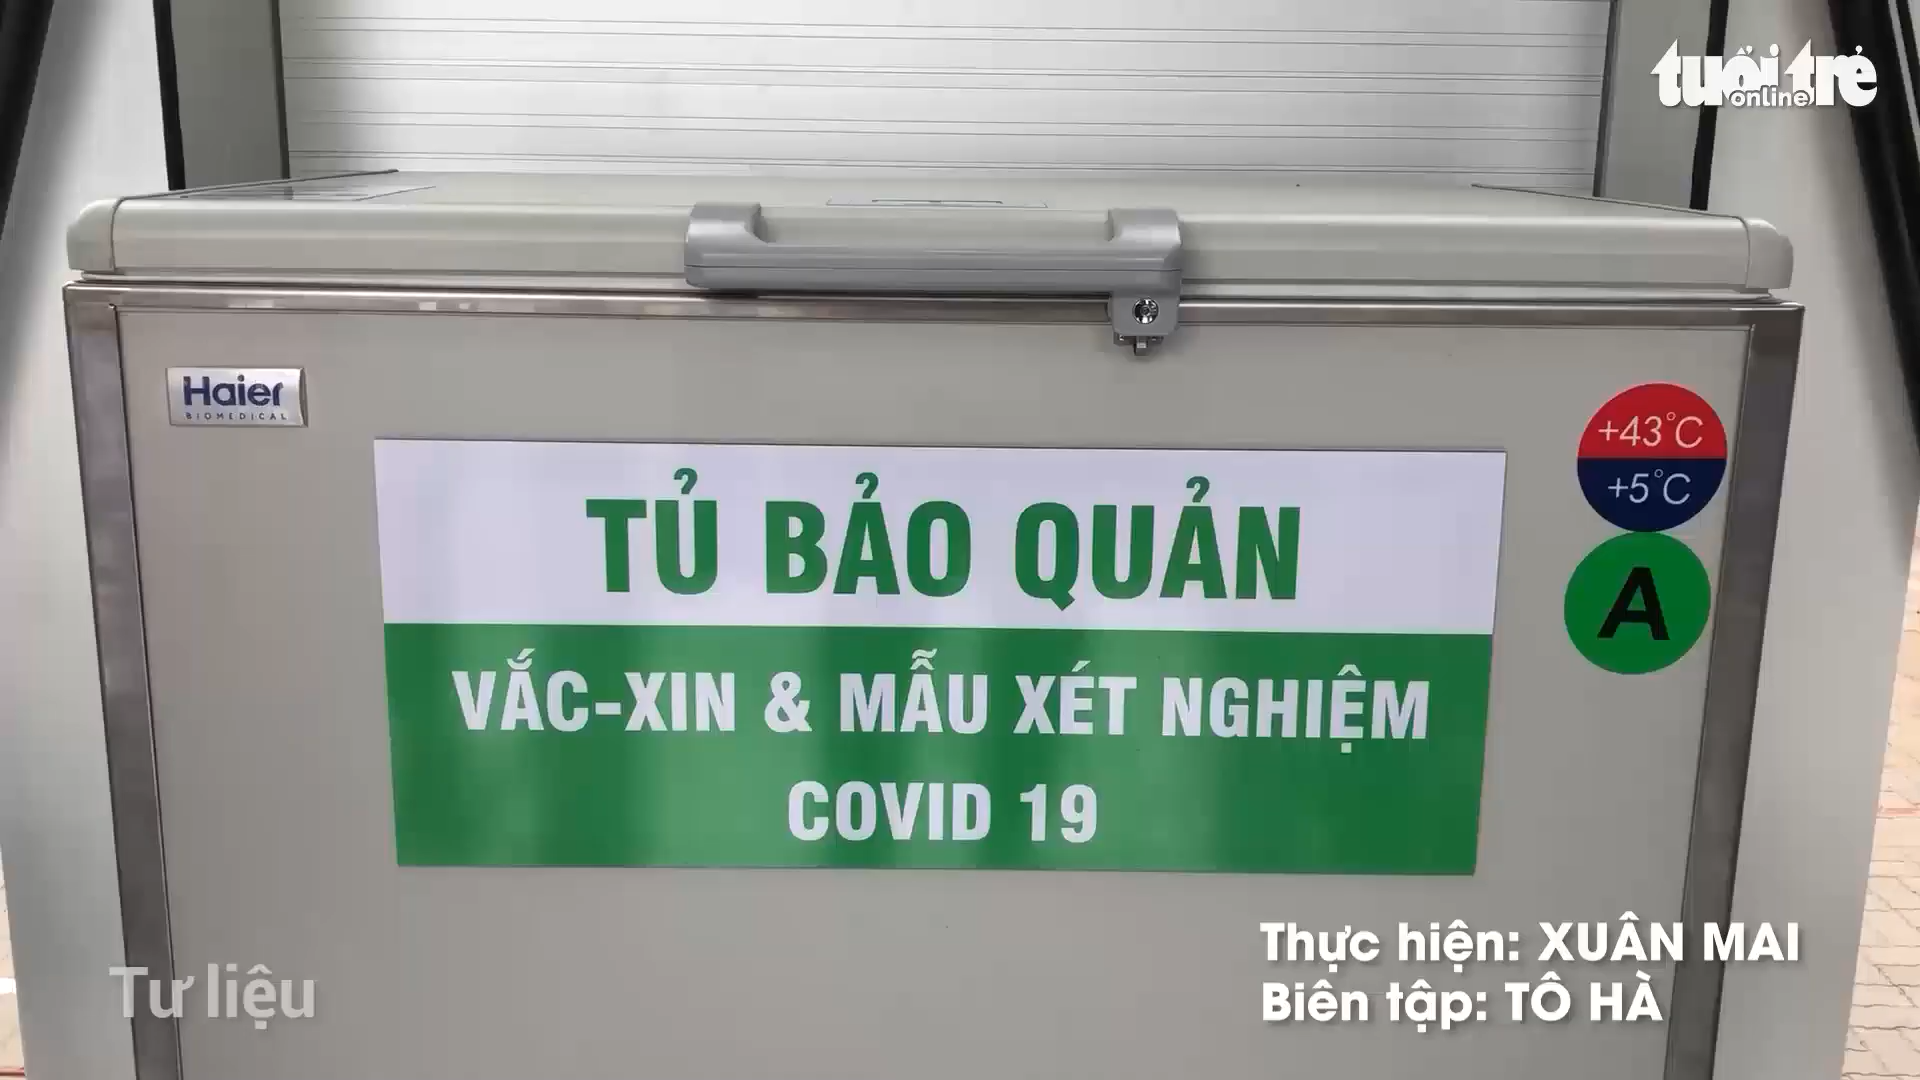 tuổi trẻ
online
Haier
BIOMEDICAL
+43°C
+5°C
A
TỦ BẢO QUẢN
VẮC-XIN & MẪU XÉT NGHIỆM
COVID 19
Thực hiện: XUÂN MAI
Biên tập: TÔ HÀ
Tư liệu